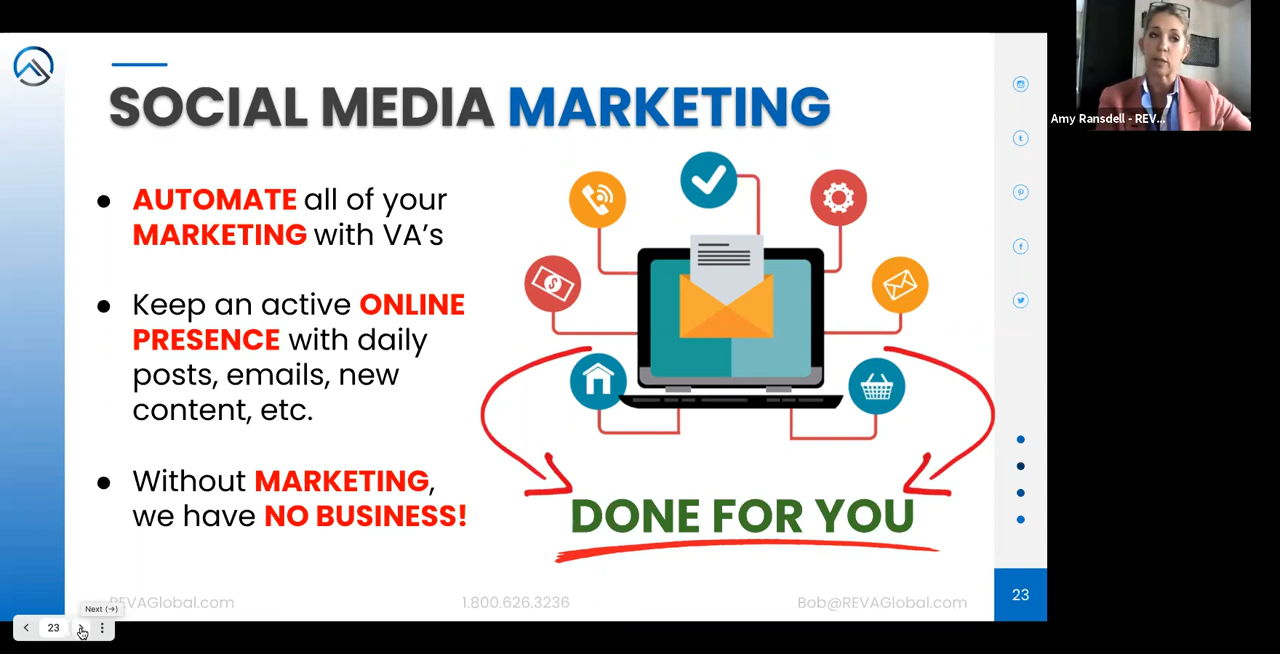 SOCIAL MEDIA MARKETING
● AUTOMATE all of your
MARKETING with VA’s
● Keep an active ONLINE
PRESENCE with daily
posts, emails, new
content, etc.
● Without MARKETING,
we have NO BUSINESS!
DONE FOR YOU
REVAGlobal.com
1.800.626.3236
Bob@REVAGlobal.com
23
Next (→)
23
Amy Ransdell - REV...